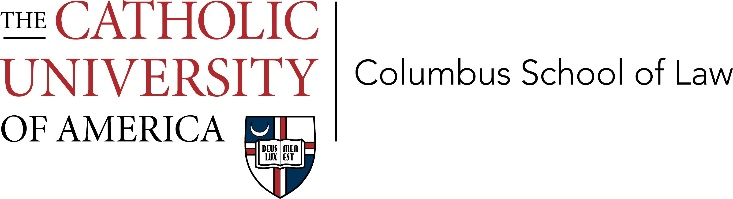 THE CATHOLIC
UNIVERSITY
OF AMERICA
DEUS MEA
LUX EST
Columbus School of Law